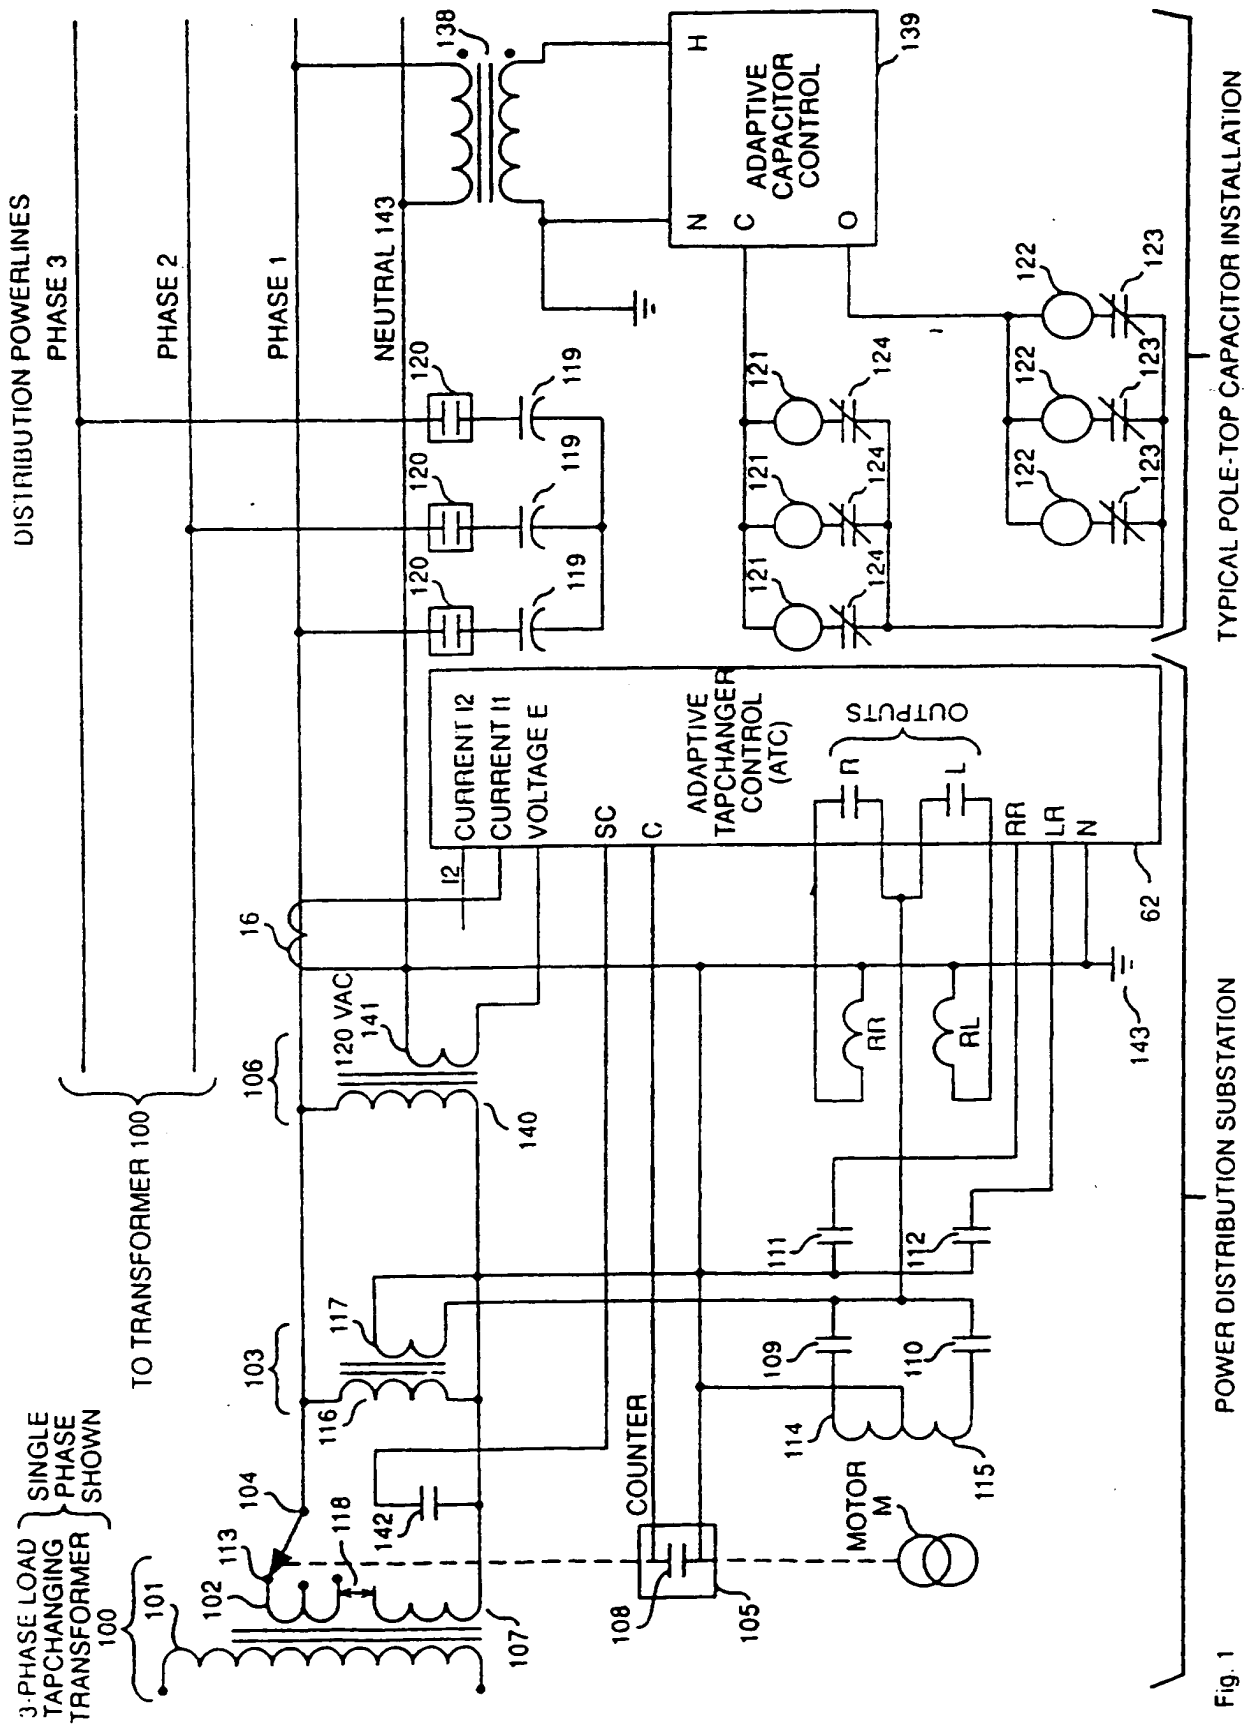 DISTRIBUTION POWERLINES
PHASE 3
PHASE 2
PHASE 1
NEUTRAL 143
TO TRANSFORMER 100
3-PHASE LOAD
TAPCHANGING
TRANSFORMER
100
SINGLE
PHASE
SHOWN
101
102
113
104
118
107
142
103
116
117
106
140
120 VAC
141
16
I2
CURRENT I2
CURRENT I1
VOLTAGE E
SC
C
ADAPTIVE
TAPCHANGER
CONTROL
(ATC)
OUTPUTS
R
L
RR
LR
N
62
143
RR
RL
111
112
109
110
114
115
COUNTER
108
105
MOTOR
M
120
120
120
119
119
119
138
H
N
C
O
ADAPTIVE
CAPACITOR
CONTROL
139
121
121
121
124
124
124
122
122
122
123
123
123
POWER DISTRIBUTION SUBSTATION
TYPICAL POLE-TOP CAPACITOR INSTALLATION
Fig. 1